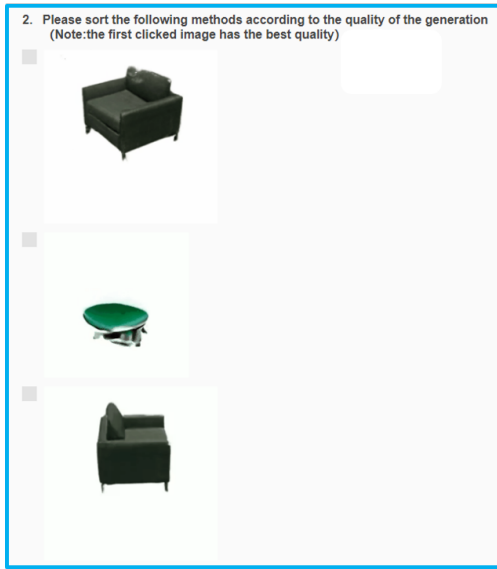 2. Please sort the following methods according to the quality of the generation
(Note:the first clicked image has the best quality)